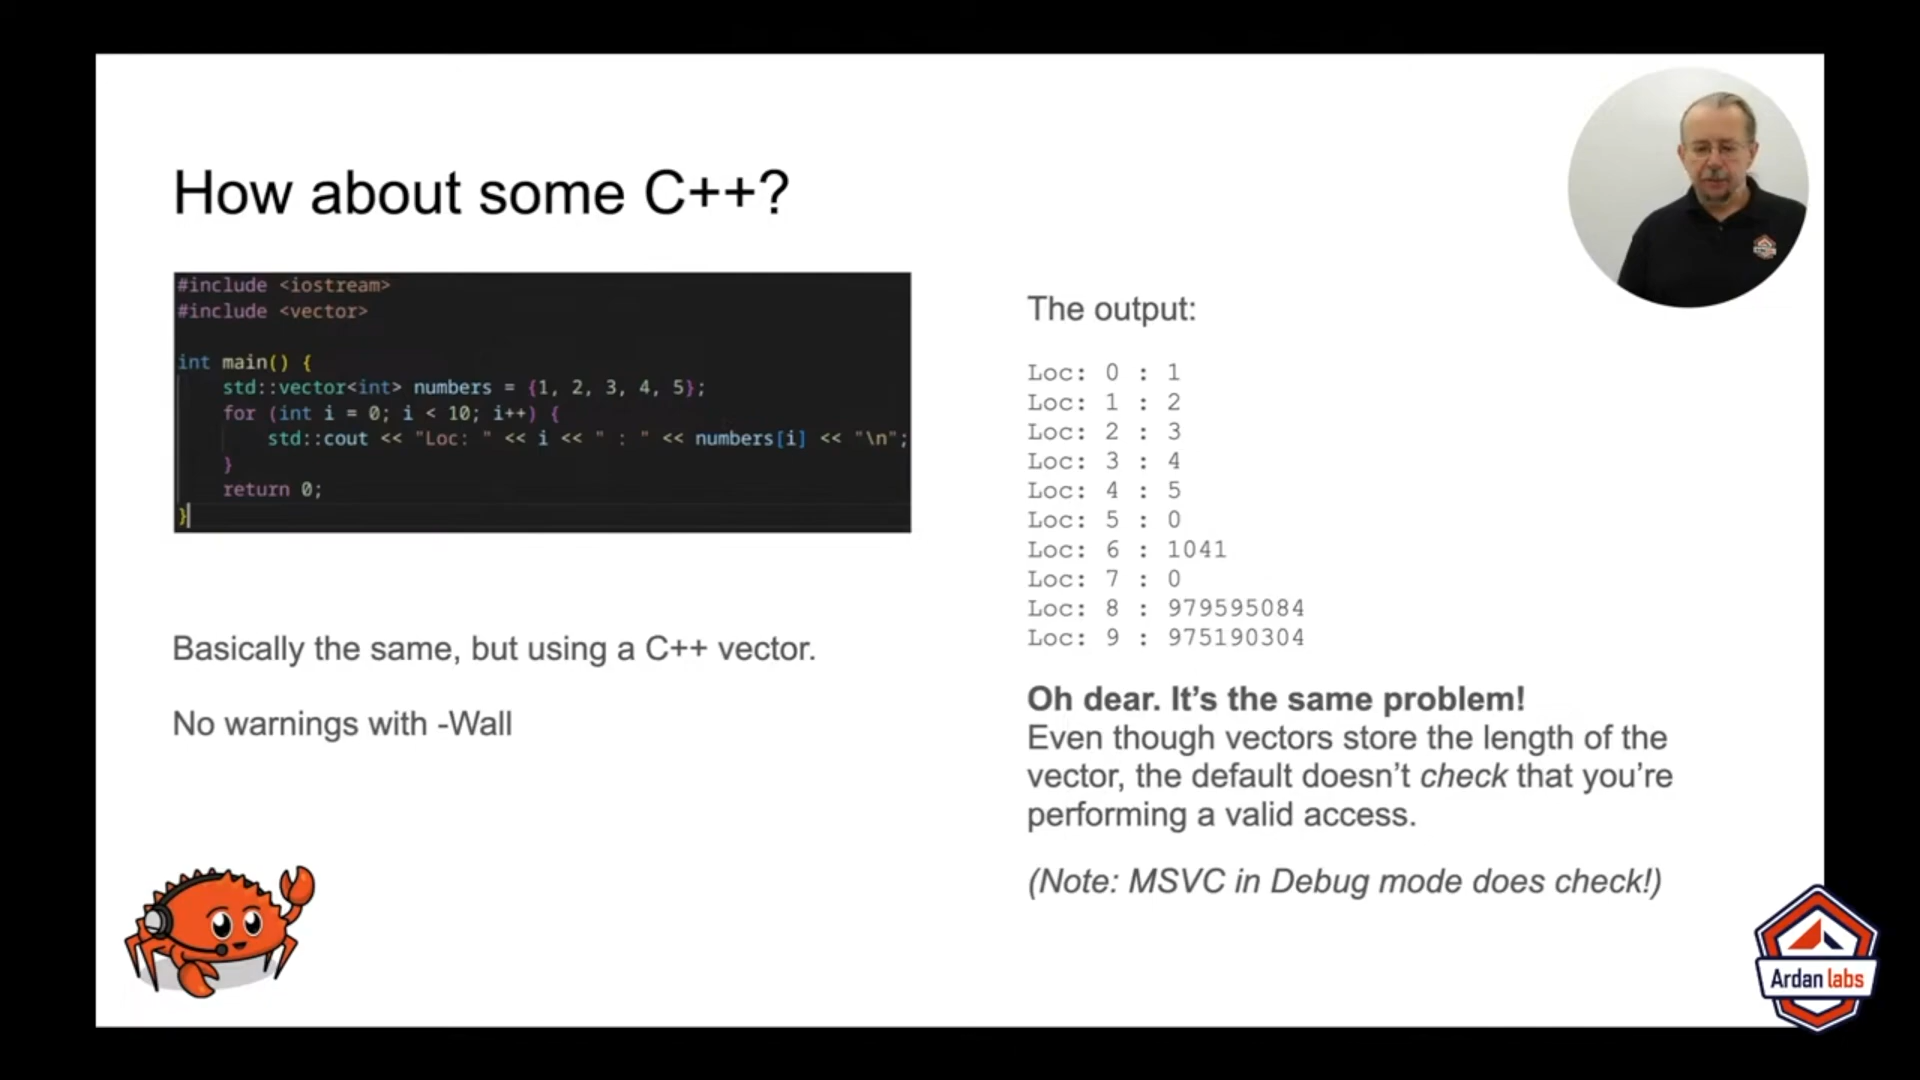 How about some C++?
#include <iostream>
#include <vector>
int main() {
    std::vector<int> numbers = {1, 2, 3, 4, 5};
    for (int i = 0; i < 10; i++) {
        std::cout << "Loc: " << i << " : " << numbers[i] << "\n";
    }
    return 0;
}
Basically the same, but using a C++ vector.
No warnings with -Wall
The output:
Loc: 0 : 1
Loc: 1 : 2
Loc: 2 : 3
Loc: 3 : 4
Loc: 4 : 5
Loc: 5 : 0
Loc: 6 : 1041
Loc: 7 : 0
Loc: 8 : 979595084
Loc: 9 : 975190304
Oh dear. It's the same problem!
Even though vectors store the length of the
vector, the default doesn't check that you're
performing a valid access.
(Note: MSVC in Debug mode does check!)
Ardan labs